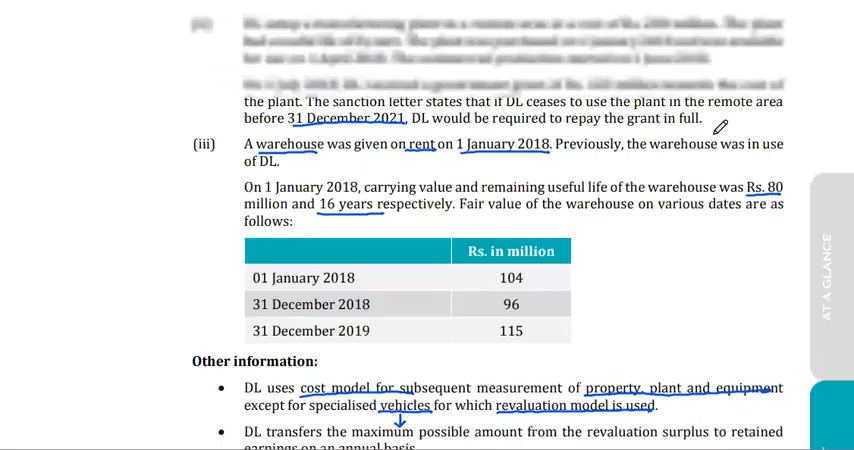 the plant. The sanction letter states that if DL ceases to use the plant in the remote area
before 31 December 2021, DL would be required to repay the grant in full.
(iii) A warehouse was given on rent on 1 January 2018. Previously, the warehouse was in use
of DL.
On 1 January 2018, carrying value and remaining useful life of the warehouse was Rs. 80
million and 16 years respectively. Fair value of the warehouse on various dates are as
follows:
Rs. in million
01 January 2018 104
31 December 2018 96
31 December 2019 115
Other information:
• DL uses cost model for subsequent measurement of property, plant and equipment
except for specialised vehicles for which revaluation model is used.
• DL transfers the maximum possible amount from the revaluation surplus to retained
earnings on an annual basis.
AT A GLANCE